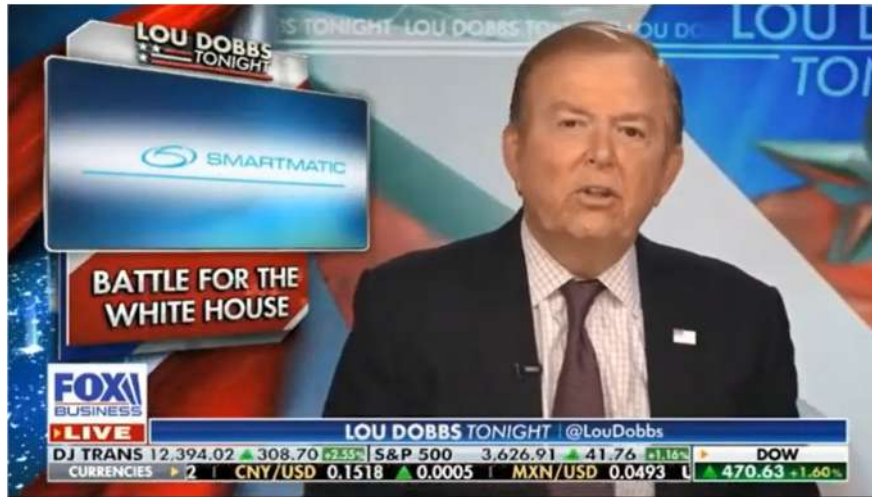 LOU DOBBS
TONIGHT
SMARTMATIC
BATTLE FOR THE
WHITE HOUSE
S TONIGHT LOU DOBBS TO
LOU DO
LOU D
TON
FOX
BUSINESS
LIVE
LOU DOBBS TONIGHT @LouDobbs
DJ TRANS 12,394.02 ▲ 308.70 +2.55% S&P 500 3,626.91 ▲ 41.76 +1.16% DOW
CURRENCIES 2 CNY/USD 0.1518 ▲ 0.0005 MXN/USD 0.0493 U ▲ 470.63 +1.60%